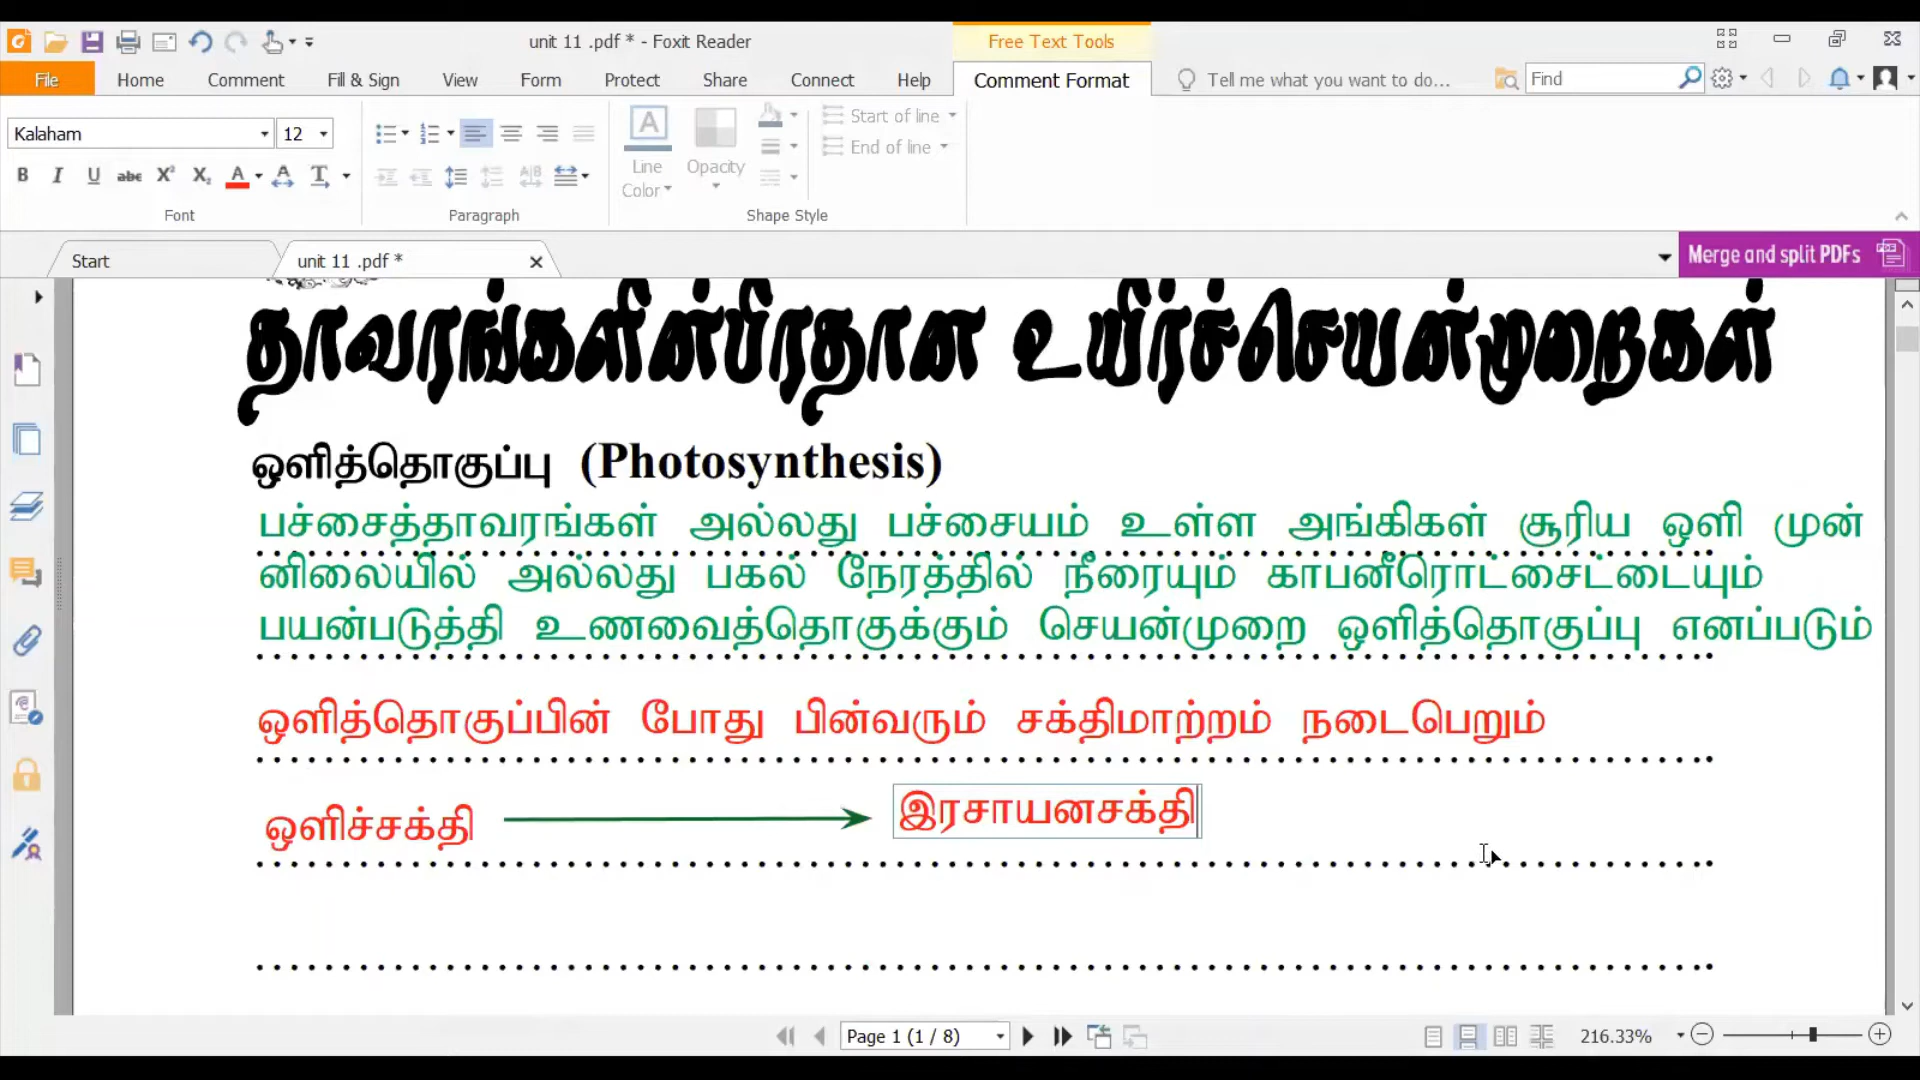 unit 11 .pdf * - Foxit Reader
Free Text Tools
File Home Comment Fill & Sign View Form Protect Share Connect Help Comment Format Tell me what you want to do... Find
Kalaham 12
Start of line
End of line
Line Color Opacity
B I U abc X² X₂ A A T
Font Paragraph Shape Style
Start unit 11 .pdf * Merge and split PDFs
தாவரங்களின்பிரதான உயிர்ச்செயன்முறைகள்
ஒளித்தொகுப்பு (Photosynthesis)
பச்சைத்தாவரங்கள் அல்லது பச்சையம் உள்ள அங்கிகள் சூரிய ஒளி முன்
னிலையில் அல்லது பகல் நேரத்தில் நீரையும் காபனீரொட்சைட்டையும்
பயன்படுத்தி உணவைத்தொகுக்கும் செயன்முறை ஒளித்தொகுப்பு எனப்படும்
ஒளித்தொகுப்பின் போது பின்வரும் சக்திமாற்றம் நடைபெறும்
ஒளிச்சக்தி இரசாயனசக்தி
Page 1 (1 / 8) 216.33%